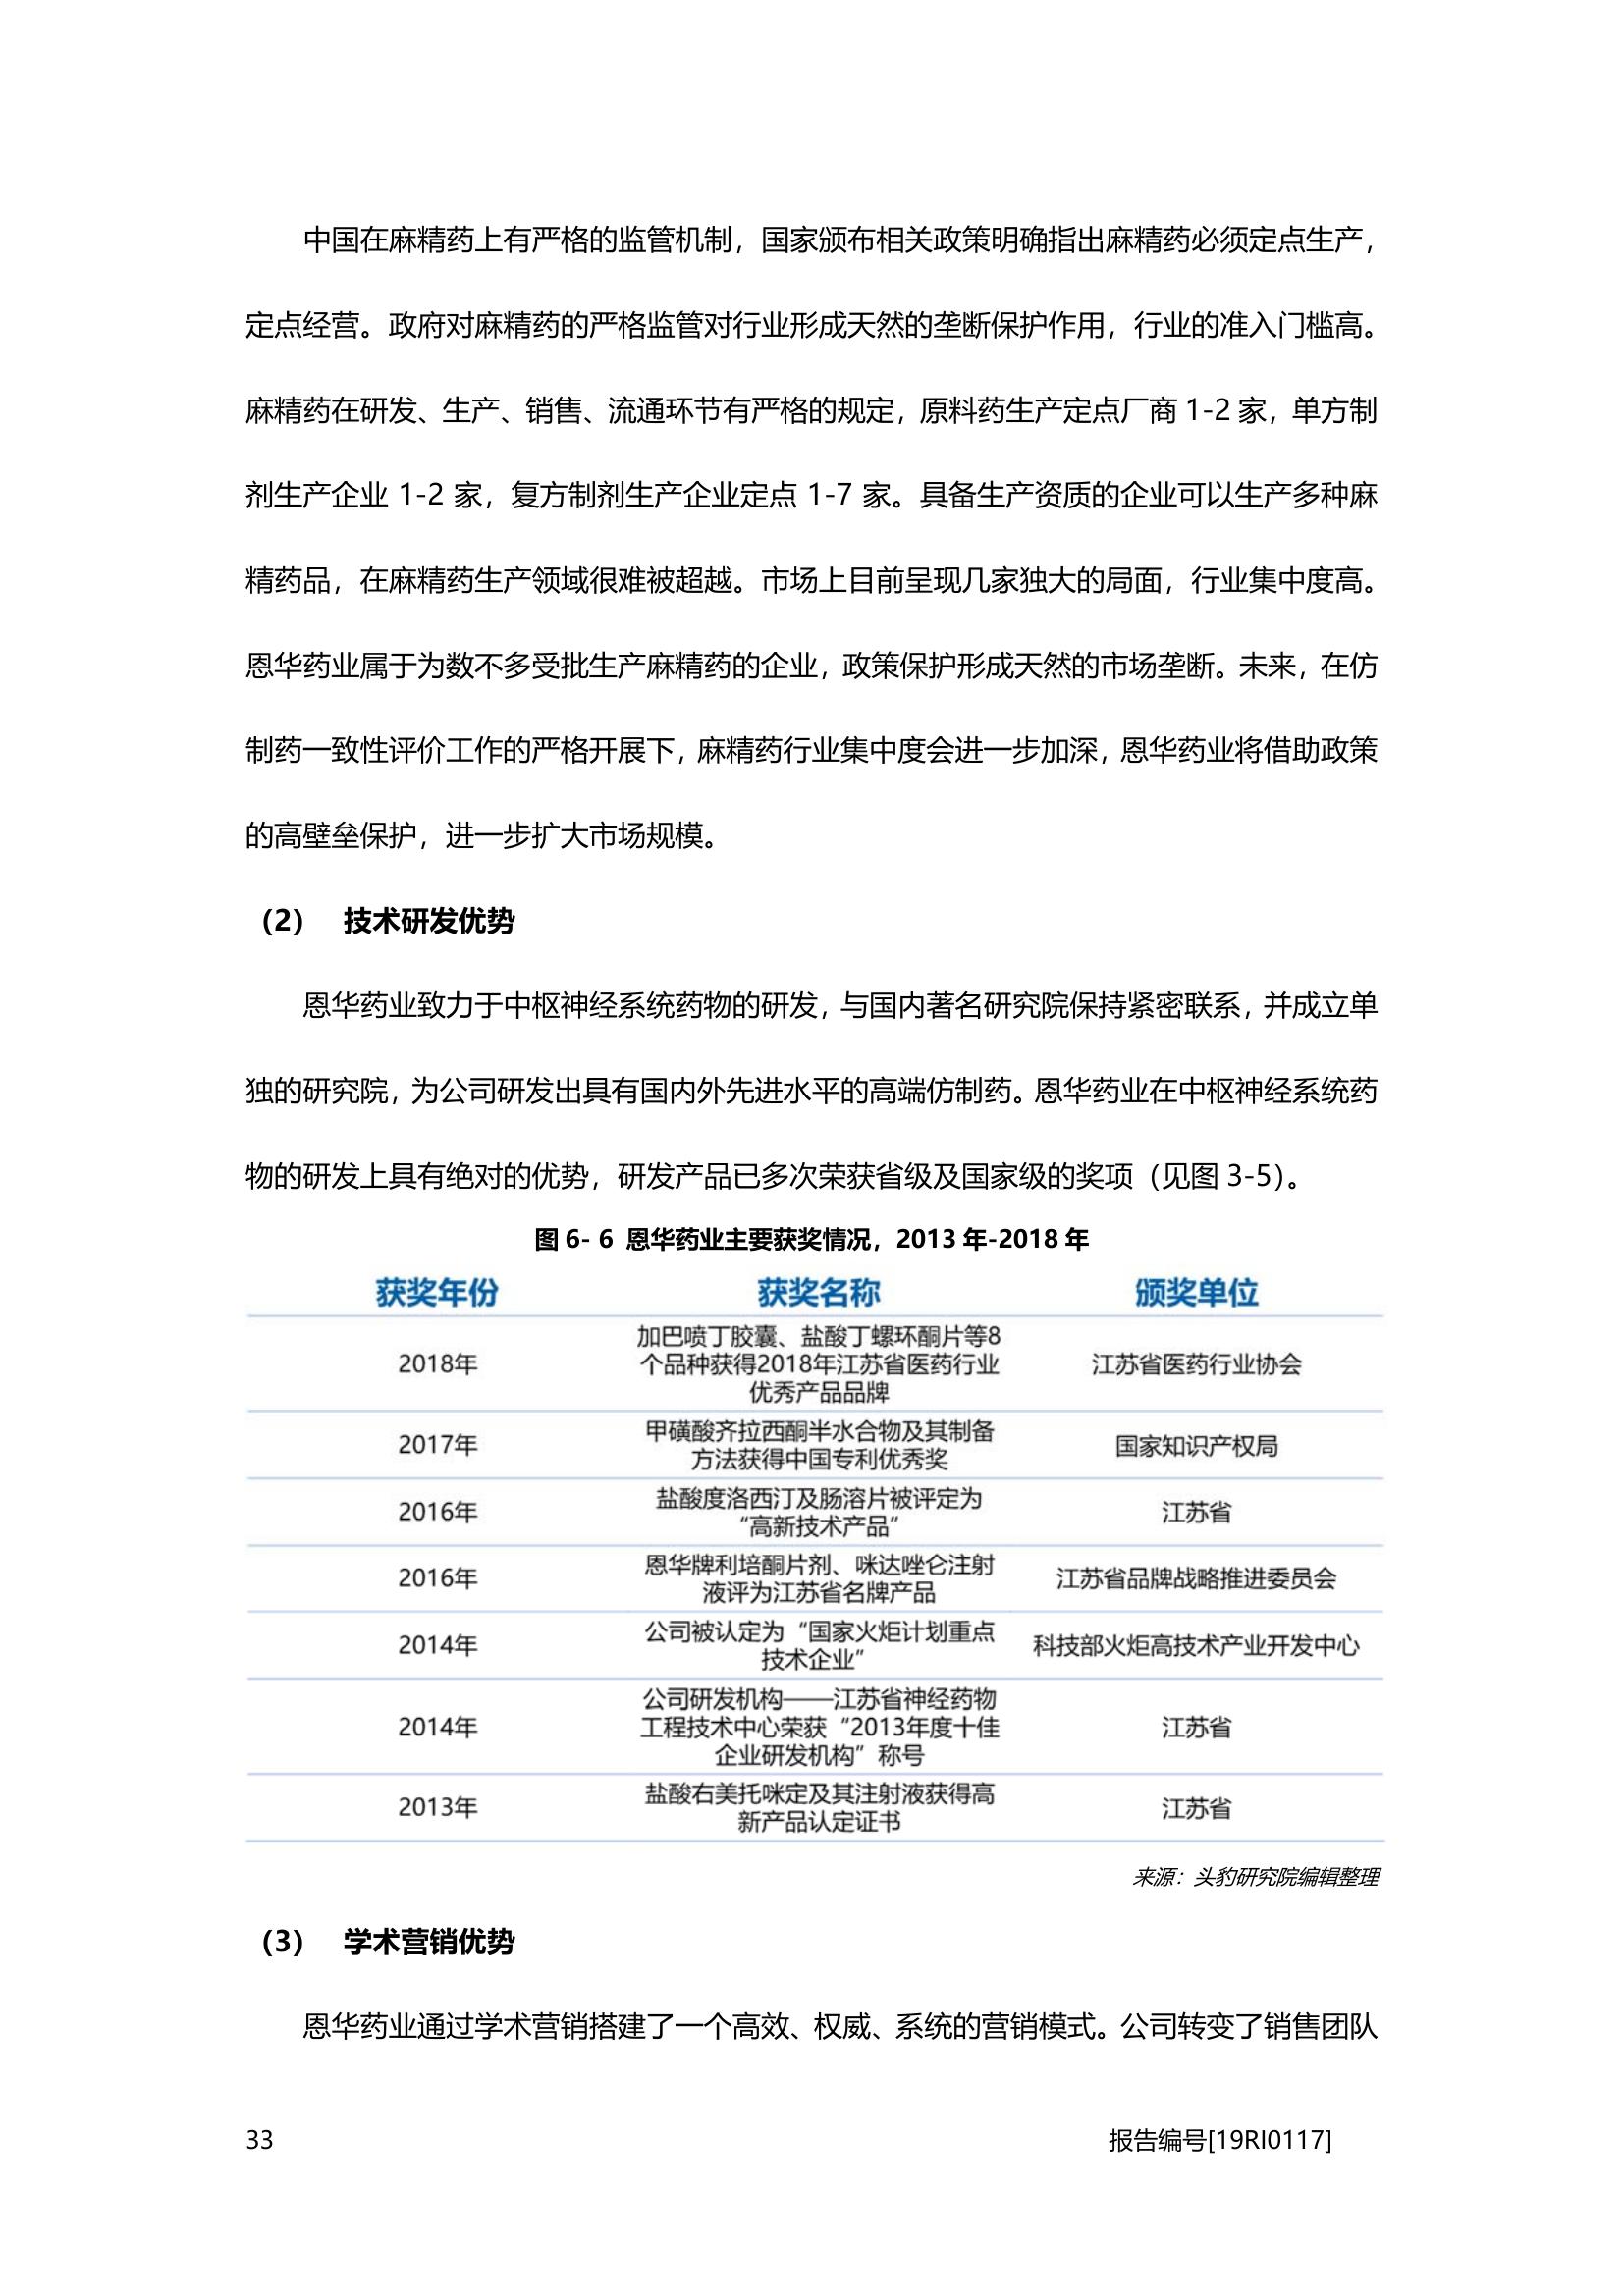 中国在麻精药上有严格的监管机制，国家颁布相关政策明确指出麻精药必须定点生产，
定点经营。政府对麻精药的严格监管对行业形成天然的垄断保护作用，行业的准入门槛高。
麻精药在研发、生产、销售、流通环节有严格的规定，原料药生产定点厂商 1-2 家，单方制
剂生产企业 1-2 家，复方制剂生产企业定点 1-7 家。具备生产资质的企业可以生产多种麻
精药品，在麻精药生产领域很难被超越。市场上目前呈现几家独大的局面，行业集中度高。
恩华药业属于为数不多受批生产麻精药的企业，政策保护形成天然的市场垄断。未来，在仿
制药一致性评价工作的严格开展下，麻精药行业集中度会进一步加深，恩华药业将借助政策
的高壁垒保护，进一步扩大市场规模。
（2） 技术研发优势
恩华药业致力于中枢神经系统药物的研发，与国内著名研究院保持紧密联系，并成立单
独的研究院，为公司研发出具有国内外先进水平的高端仿制药。恩华药业在中枢神经系统药
物的研发上具有绝对的优势，研发产品已多次荣获省级及国家级的奖项（见图 3-5）。
图 6- 6 恩华药业主要获奖情况，2013 年-2018 年
获奖年份 获奖名称 颁奖单位
加巴喷丁胶囊、盐酸丁螺环酮片等8
2018年 个品种获得2018年江苏省医药行业 江苏省医药行业协会
优秀产品品牌
2017年 甲磺酸齐拉西酮半水合物及其制备 国家知识产权局
方法获得中国专利优秀奖
2016年 盐酸度洛西汀及肠溶片被评定为 江苏省
“高新技术产品”
2016年 恩华牌利培酮片剂、咪达唑仑注射 江苏省品牌战略推进委员会
液评为江苏省名牌产品
2014年 公司被认定为“国家火炬计划重点 科技部火炬高技术产业开发中心
技术企业”
公司研发机构——江苏省神经药物
2014年 工程技术中心荣获“2013年度十佳 江苏省
企业研发机构”称号
2013年 盐酸右美托咪定及其注射液获得高 江苏省
新产品认定证书
来源：头豹研究院编辑整理
（3） 学术营销优势
恩华药业通过学术营销搭建了一个高效、权威、系统的营销模式。公司转变了销售团队
33 报告编号[19RI0117]